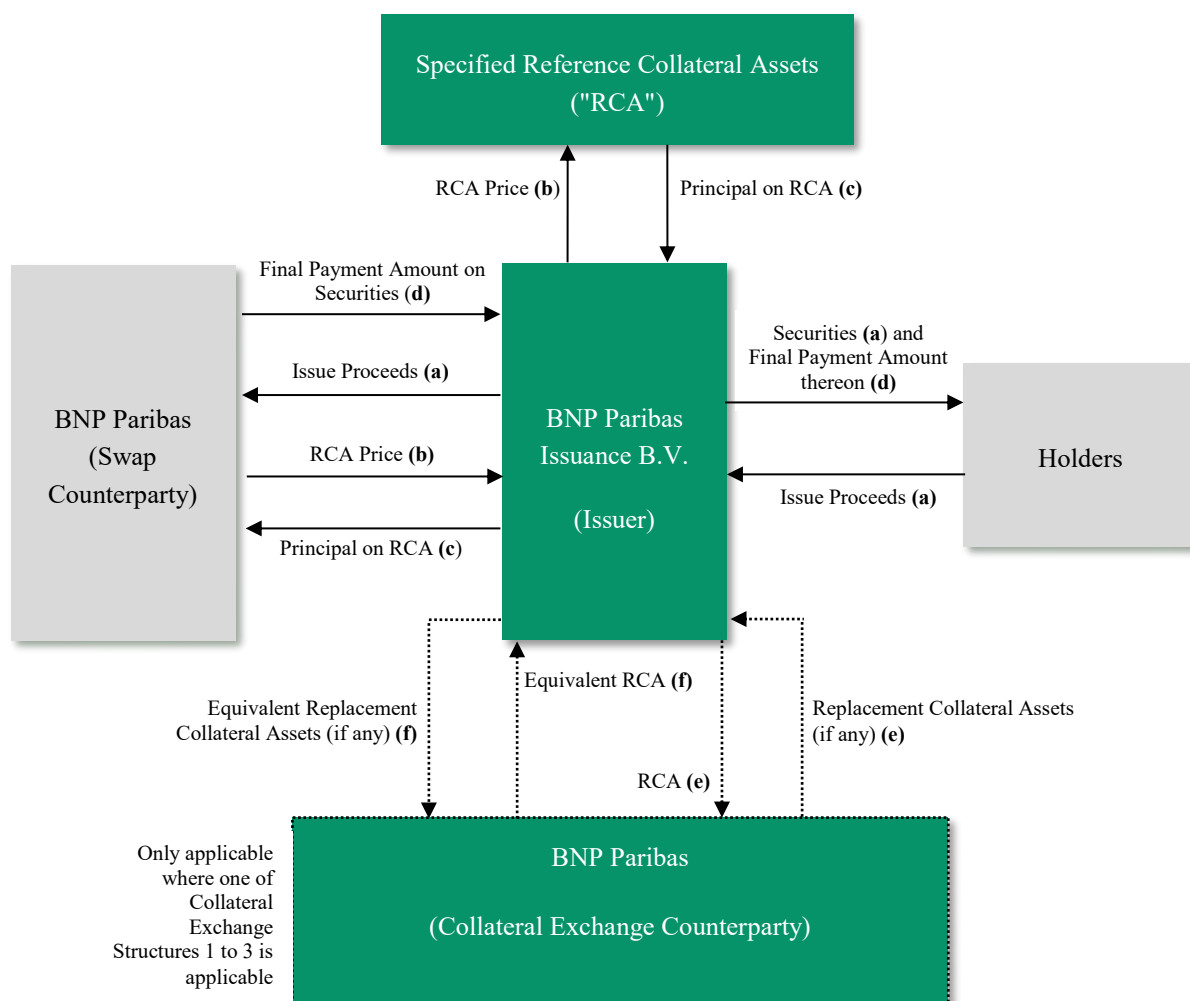 Specified Reference Collateral Assets
("RCA")
RCA Price (b)
Principal on RCA (c)
Final Payment Amount on
Securities (d)
Issue Proceeds (a)
RCA Price (b)
Principal on RCA (c)
BNP Paribas
(Swap
Counterparty)
BNP Paribas
Issuance B.V.
(Issuer)
Securities (a) and
Final Payment Amount
thereon (d)
Issue Proceeds (a)
Holders
Equivalent Replacement
Collateral Assets (if any) (f)
Equivalent RCA (f)
RCA (e)
Replacement Collateral Assets
(if any) (e)
Only applicable
where one of
Collateral
Exchange
Structures 1 to 3 is
applicable
BNP Paribas
(Collateral Exchange Counterparty)